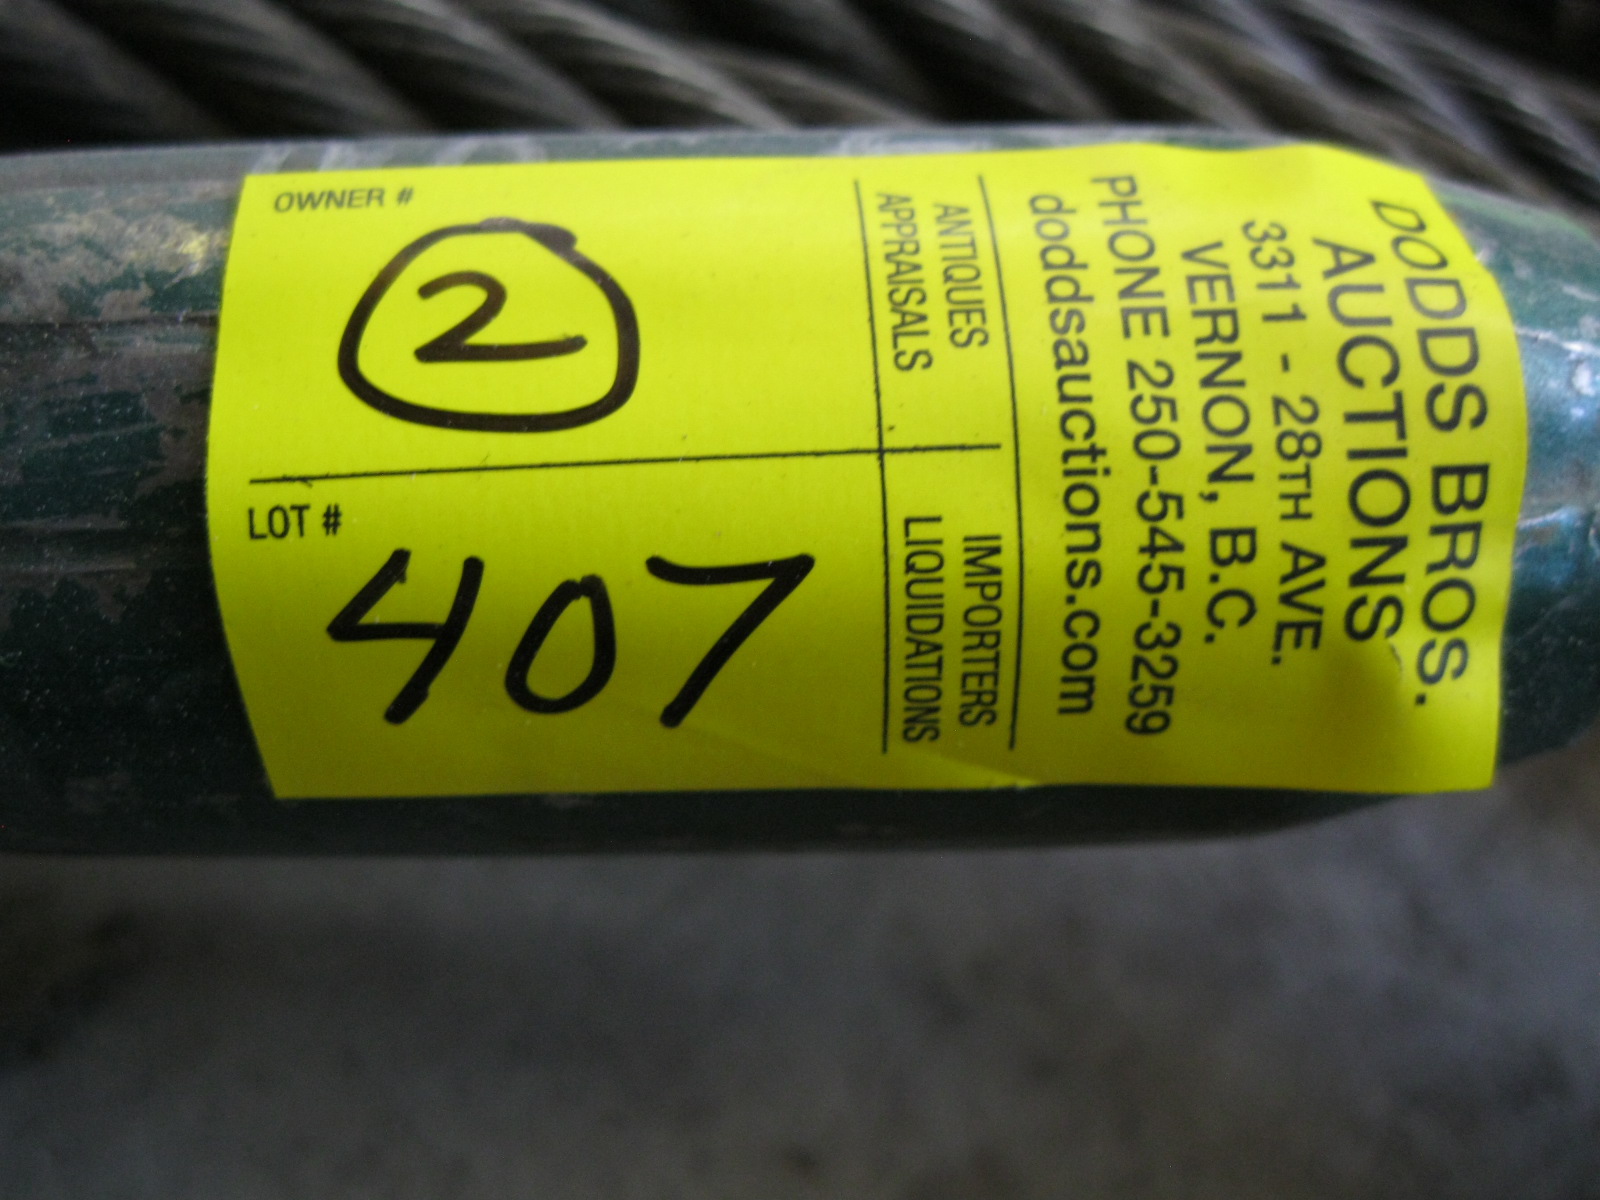 OWNER #
2
LOT #
407
DODDS BROS.
AUCTIONS
3311 - 28TH AVE.
VERNON, B.C.
PHONE 250-545-3259
doddsauctions.com
ANTIQUES IMPORTERS
APPRAISALS LIQUIDATIONS